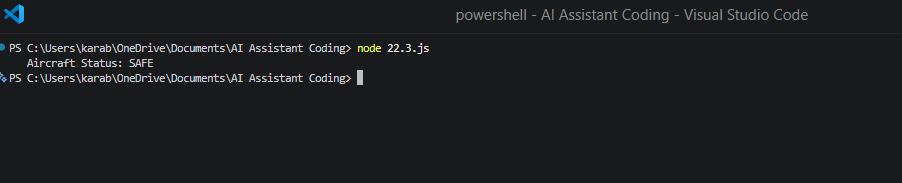 powershell - AI Assistant Coding - Visual Studio Code
PS C:\Users\karab\OneDrive\Documents\AI Assistant Coding> node 22.3.js
Aircraft Status: SAFE
PS C:\Users\karab\OneDrive\Documents\AI Assistant Coding>